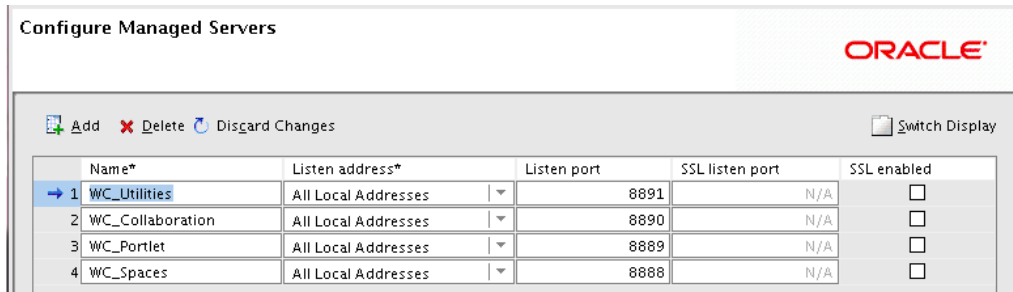 Configure Managed Servers
ORACLE
Add Delete Discard Changes Switch Display
Name* Listen address* Listen port SSL listen port SSL enabled
1 WC_Utilities All Local Addresses 8891 N/A
2 WC_Collaboration All Local Addresses 8890 N/A
3 WC_Portlet All Local Addresses 8889 N/A
4 WC_Spaces All Local Addresses 8888 N/A